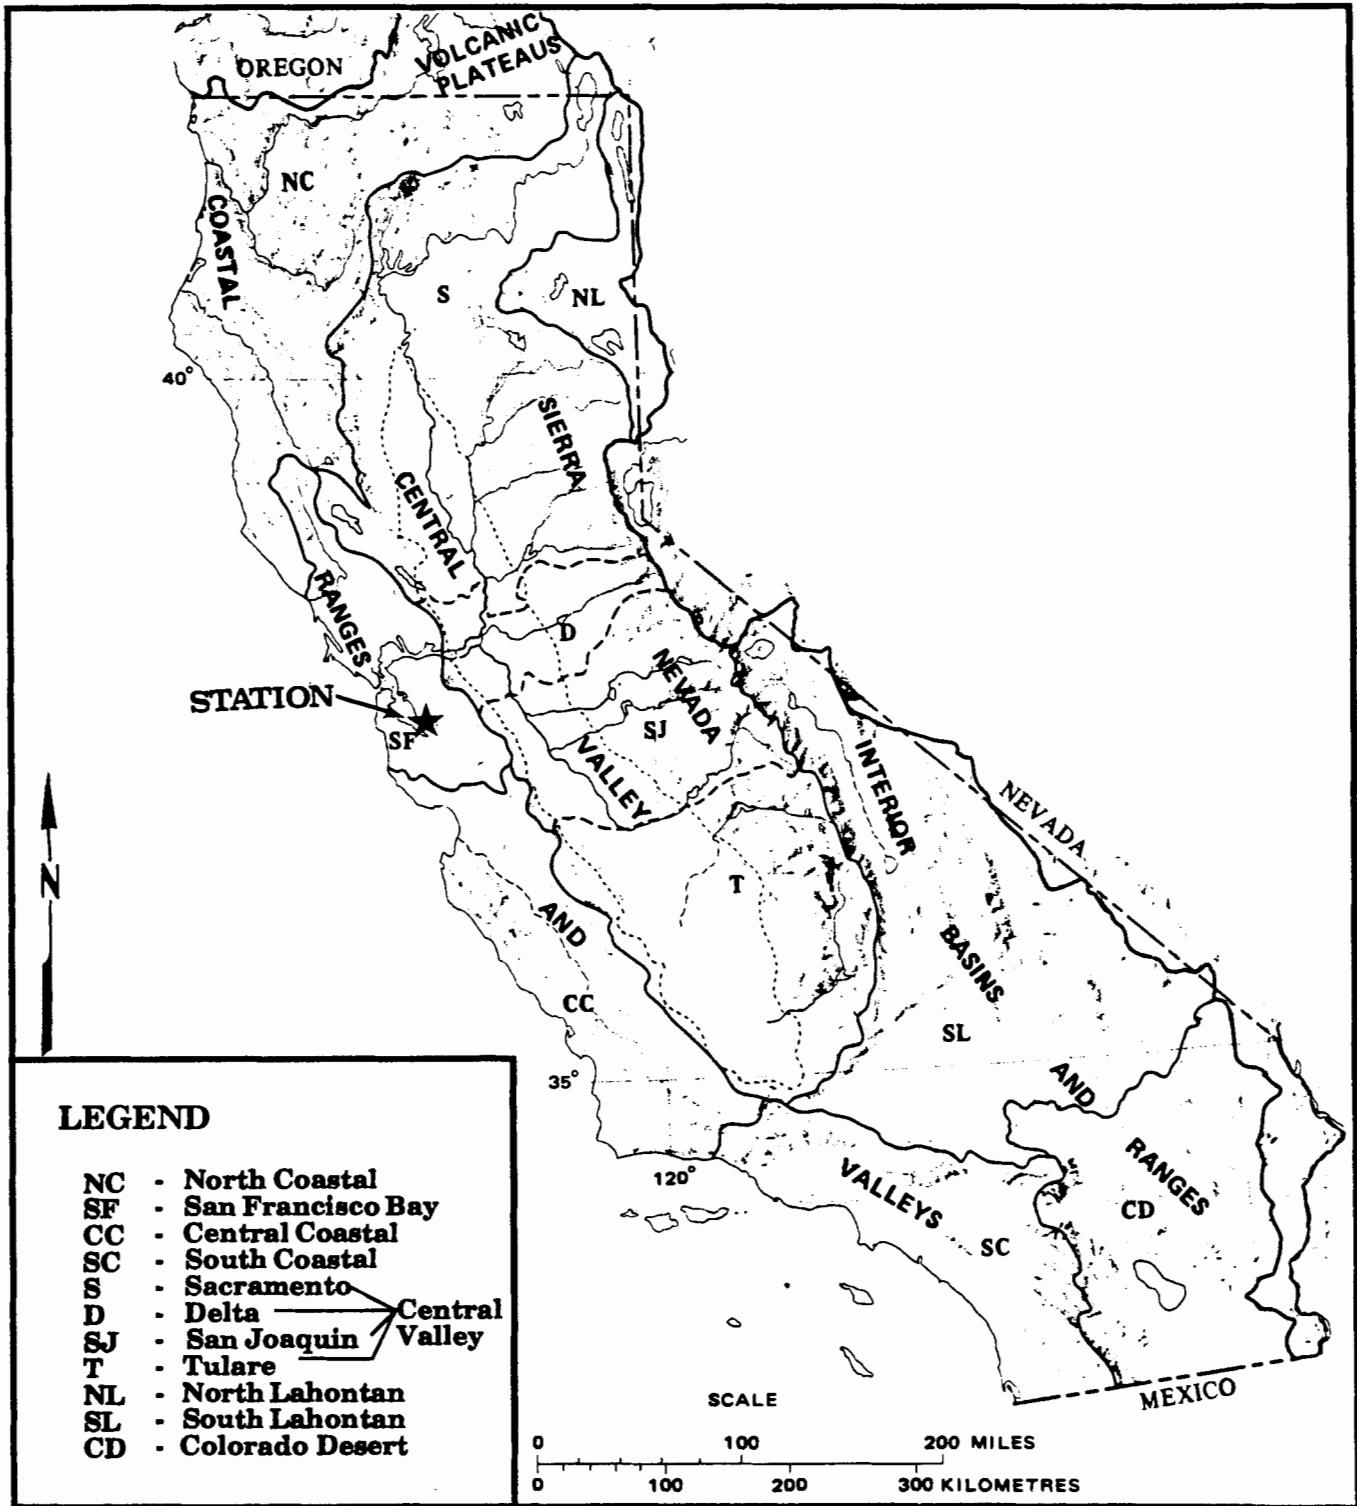 OREGON
VOLCANIC
PLATEAUS
NC
COASTAL
S
NL
40°
SIERRA
CENTRAL
RANGES
D
NEVADA
STATION
SF
SJ
VALLEY
INTERIOR
NEVADA
N
T
AND
BASINS
CC
SL
35°
AND
120°
VALLEYS
RANGES
CD
SC
MEXICO
LEGEND
NC - North Coastal
SF - San Francisco Bay
CC - Central Coastal
SC - South Coastal
S - Sacramento
D - Delta
Central
Valley
SJ - San Joaquin
T - Tulare
NL - North Lahontan
SL - South Lahontan
CD - Colorado Desert
SCALE
0 100 200 MILES
0 100 200 300 KILOMETRES